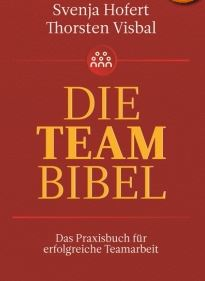 Svenja Hofert
Thorsten Visbal
DIE
TEAM
BIBEL
Das Praxisbuch für
erfolgreiche Teamarbeit